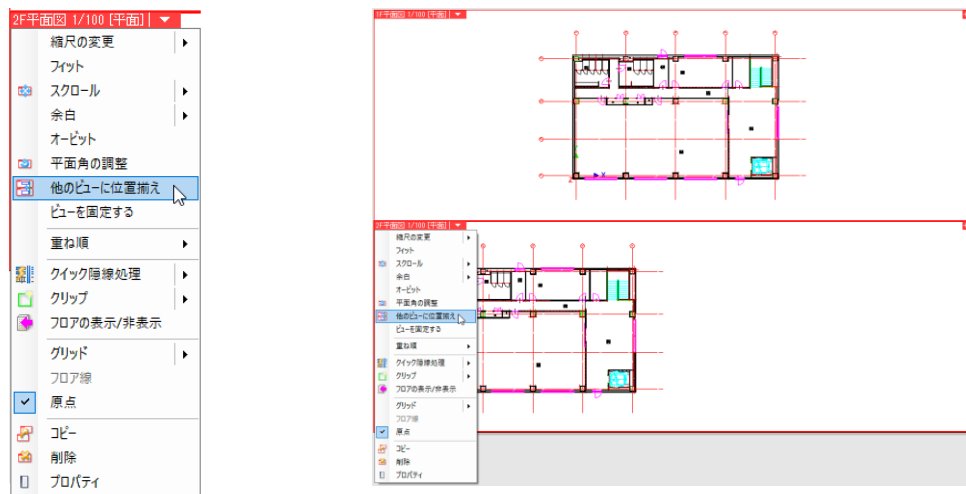 2F平面図 1/100 [平面] | ▼
縮尺の変更
フィット
スクロール
余白
オービット
平面角の調整
他のビューに位置揃え
ビューを固定する
重ね順
クイック隠線処理
クリップ
フロアの表示/非表示
グリッド
フロア線
原点
コピー
削除
プロパティ
2F平面図 1/100 [平面] | ▼
X
2F平面図 1/100 [平面] | ▼
縮尺の変更
フィット
スクロール
余白
オービット
平面角の調整
他のビューに位置揃え
ビューを固定する
重ね順
クイック隠線処理
クリップ
フロアの表示/非表示
グリッド
フロア線
原点
コピー
削除
プロパティ